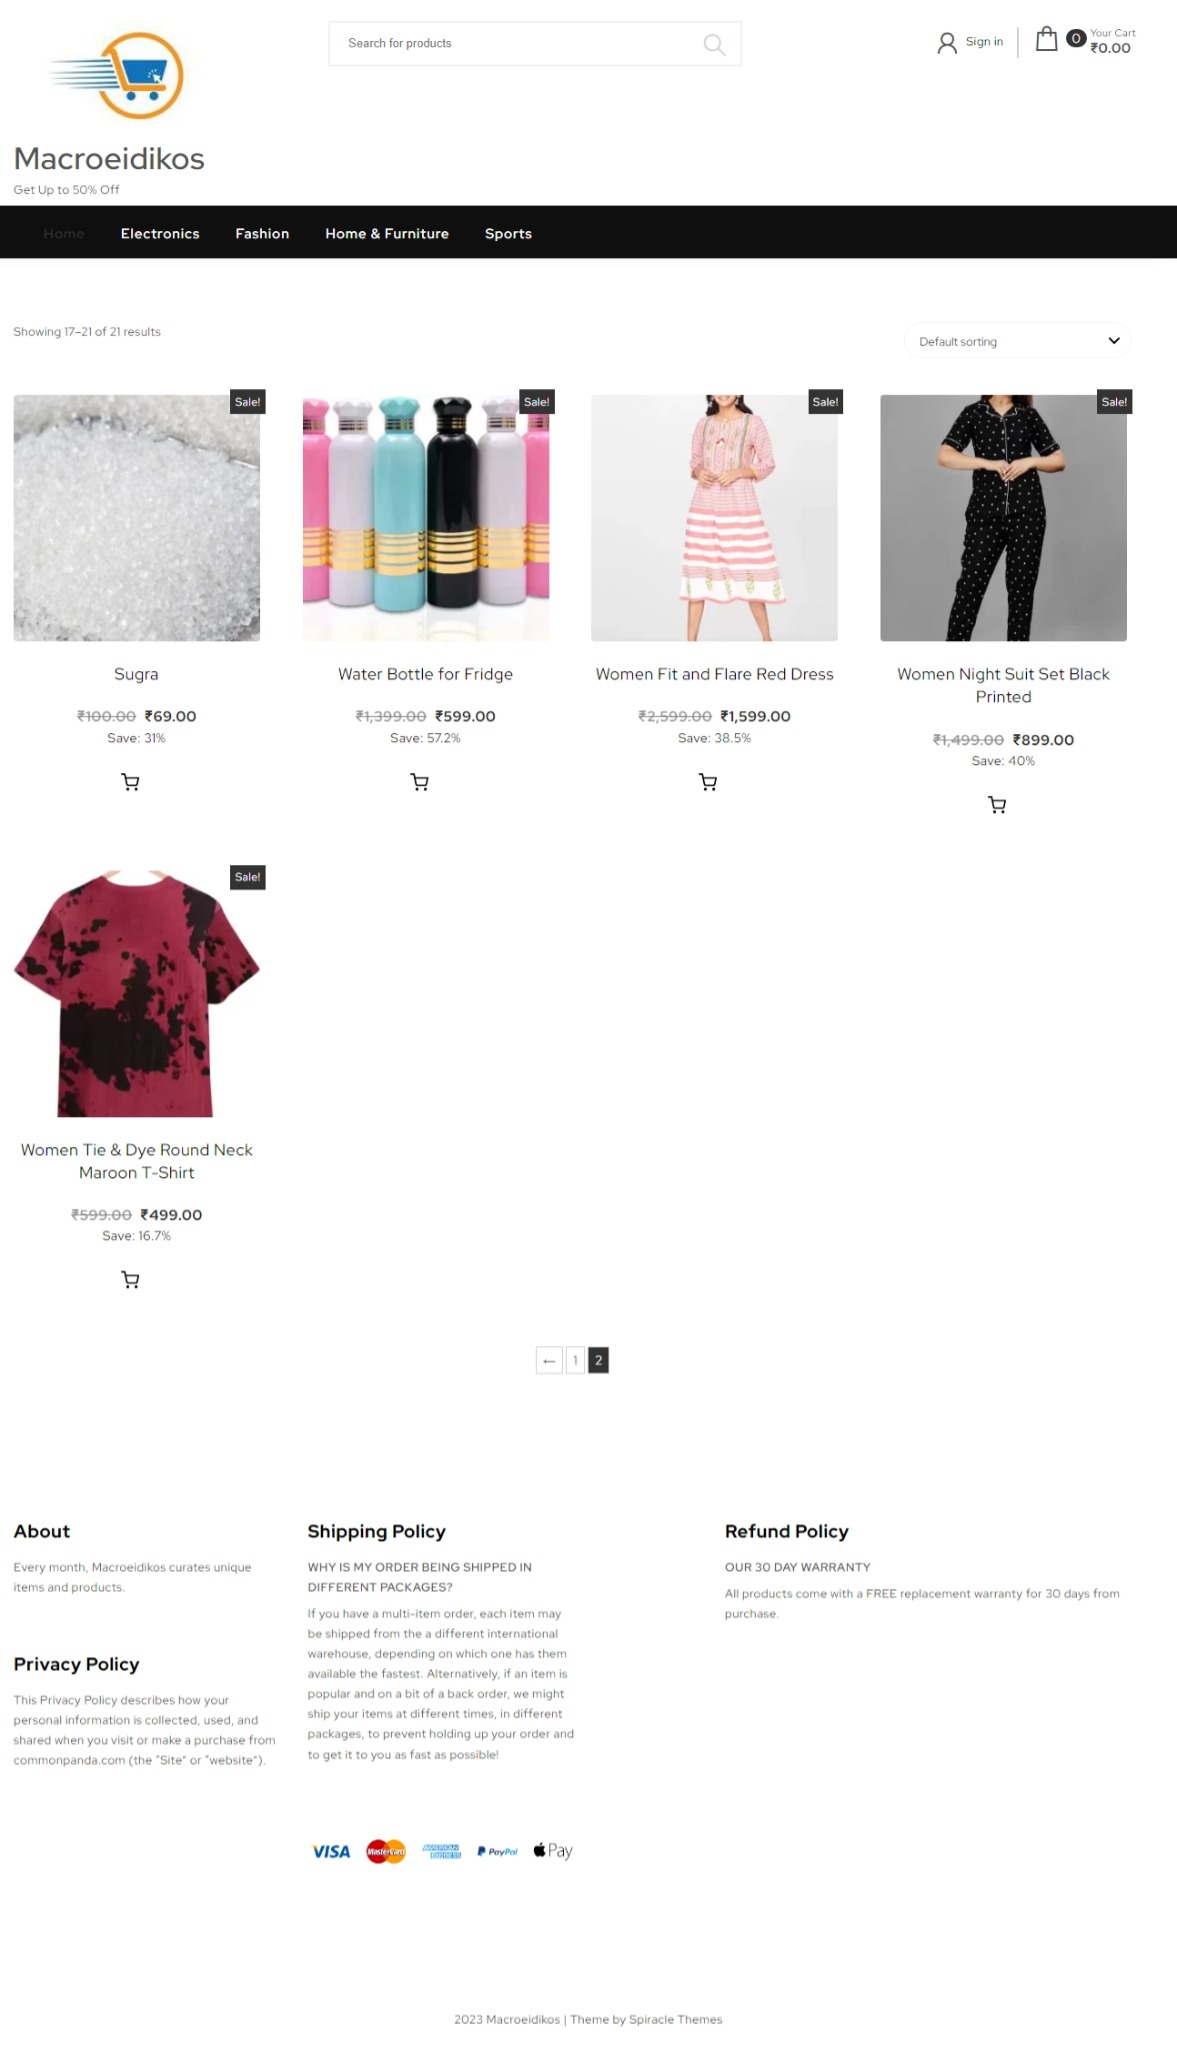 Search for products
Sign in
0
Your Cart
₹0.00
Macroeidikos
Get Up to 50% Off
Home
Electronics
Fashion
Home & Furniture
Sports
Showing 17–21 of 21 results
Default sorting
Sale!
Sale!
Sale!
Sale!
Sugra
₹100.00 ₹69.00
Save: 31%
Water Bottle for Fridge
₹1,399.00 ₹599.00
Save: 57.2%
Women Fit and Flare Red Dress
₹2,599.00 ₹1,599.00
Save: 38.5%
Women Night Suit Set Black
Printed
₹1,499.00 ₹899.00
Save: 40%
Sale!
Women Tie & Dye Round Neck
Maroon T-Shirt
₹599.00 ₹499.00
Save: 16.7%
← 1 2
About
Every month, Macroeidikos curates unique
items and products.
Privacy Policy
This Privacy Policy describes how your
personal information is collected, used, and
shared when you visit or make a purchase from
commonpanda.com (the “Site” or “website”).
Shipping Policy
WHY IS MY ORDER BEING SHIPPED IN
DIFFERENT PACKAGES?
If you have a multi-item order, each item may
be shipped from the a different international
warehouse, depending on which one has them
available the fastest. Alternatively, if an item is
popular and on a bit of a back order, we might
ship your items at different times, in different
packages, to prevent holding up your order and
to get it to you as fast as possible!
VISA MasterCard AMERICAN EXPRESS PayPal Pay
Refund Policy
OUR 30 DAY WARRANTY
All products come with a FREE replacement warranty for 30 days from
purchase.
2023 Macroeidikos | Theme by Spiracle Themes